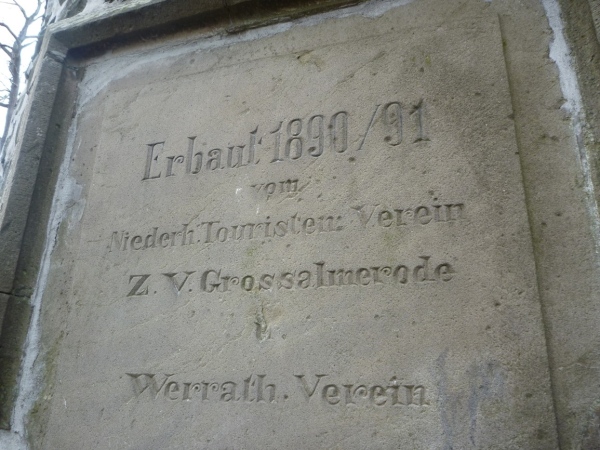 Erbaut 1890/91
vom
Niederh. Touristen: Verein
Z. V. Grossalmerode
u.
Werrath. Verein